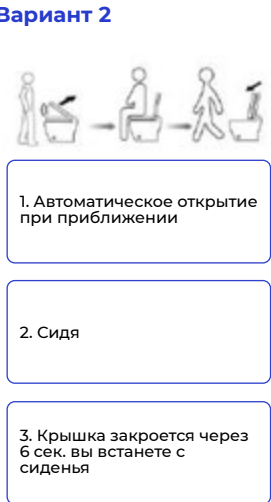 Вариант 2
1. Автоматическое открытие
при приближении
2. Сидя
3. Крышка закроется через
6 сек. вы встанете с
сиденья